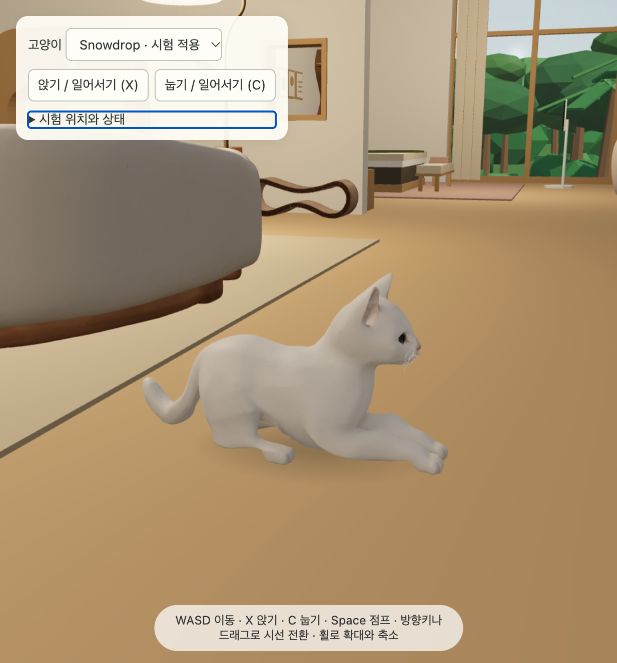 고양이 Snowdrop · 시험 적용
앉기 / 일어서기 (X) 눕기 / 일어서기 (C)
▶ 시험 위치와 상태
WASD 이동 · X 앉기 · C 눕기 · Space 점프 · 방향키나
드래그로 시선 전환 · 휠로 확대와 축소